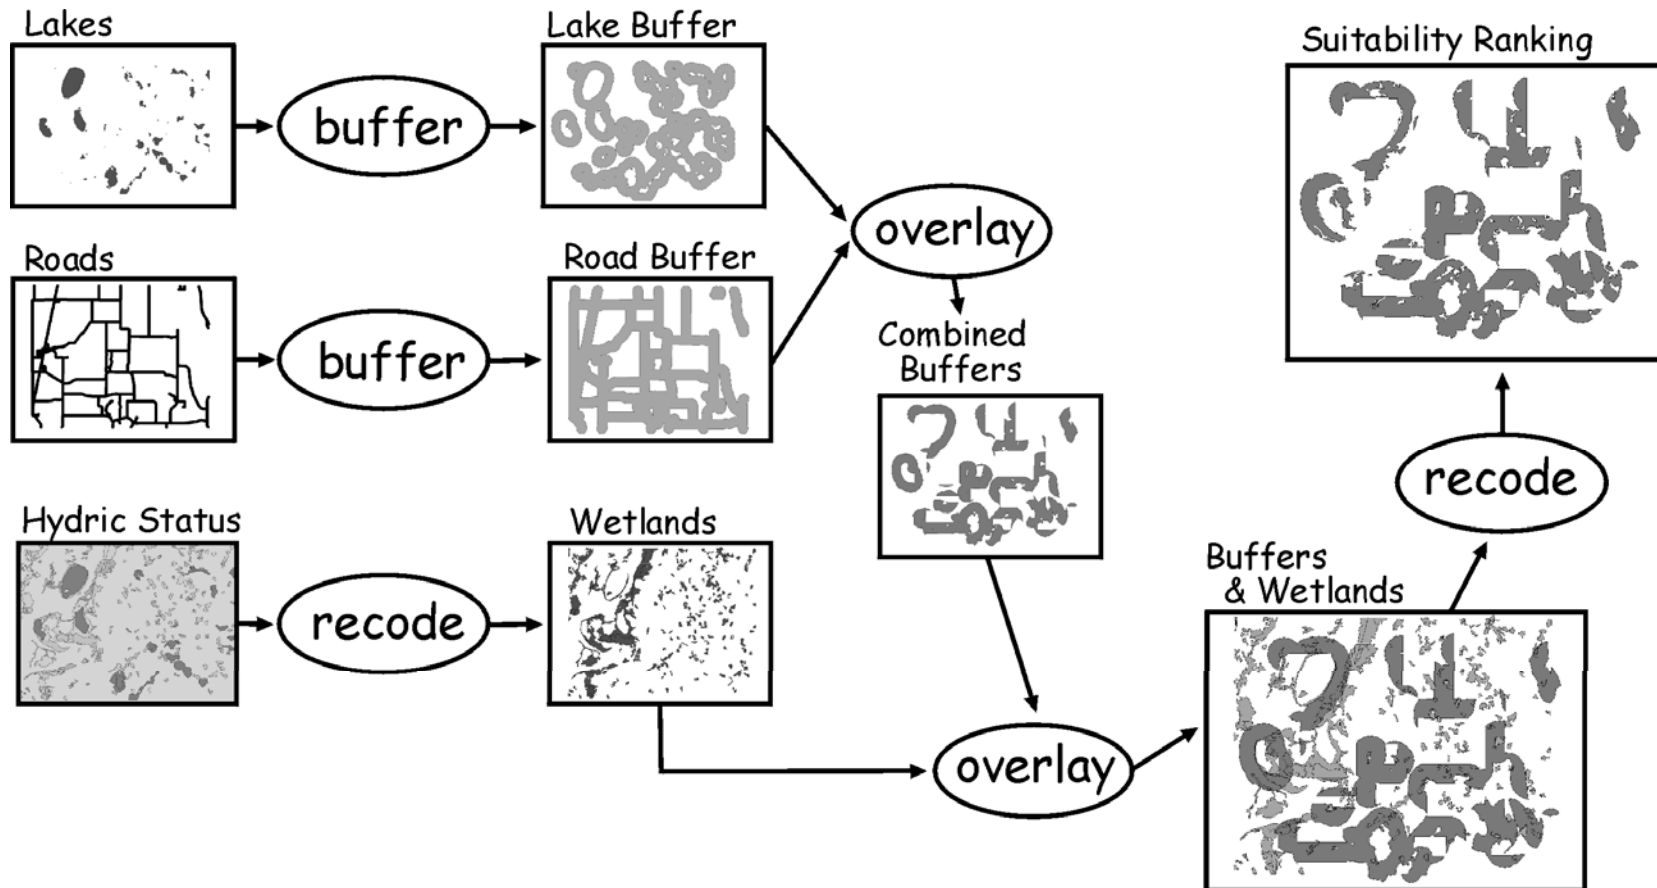 Lakes
buffer
Lake Buffer
Suitability Ranking
overlay
Roads
buffer
Road Buffer
Combined
Buffers
recode
Hydric Status
recode
Wetlands
Buffers
& Wetlands
overlay